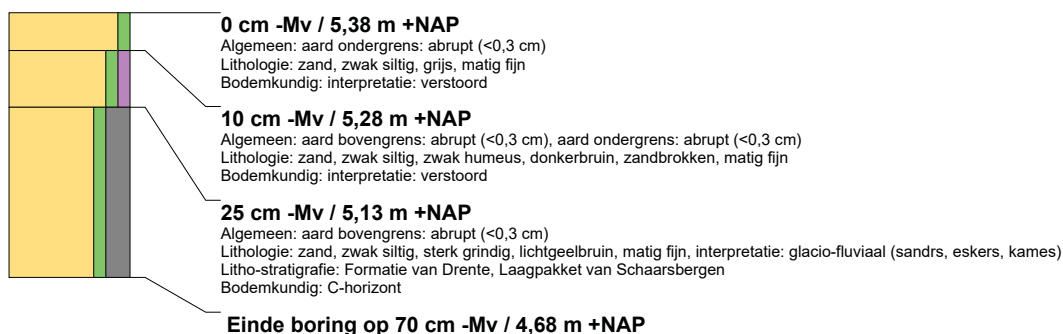 0 cm -Mv / 5,38 m +NAP
Algemeen: aard ondergrens: abrupt (<0,3 cm)
Lithologie: zand, zwak siltig, grijs, matig fijn
Bodemkundig: interpretatie: verstoord
10 cm -Mv / 5,28 m +NAP
Algemeen: aard bovengrens: abrupt (<0,3 cm), aard ondergrens: abrupt (<0,3 cm)
Lithologie: zand, zwak siltig, zwak humeus, donkerbruin, zandbrokken, matig fijn
Bodemkundig: interpretatie: verstoord
25 cm -Mv / 5,13 m +NAP
Algemeen: aard bovengrens: abrupt (<0,3 cm)
Lithologie: zand, zwak siltig, sterk grindig, lichtgeelbruin, matig fijn, interpretatie: glacio-fluviaal (sandrs, eskers, kames)
Litho-stratigrafie: Formatie van Drente, Laagpakket van Schaarsbergen
Bodemkundig: C-horizont
Einde boring op 70 cm -Mv / 4,68 m +NAP